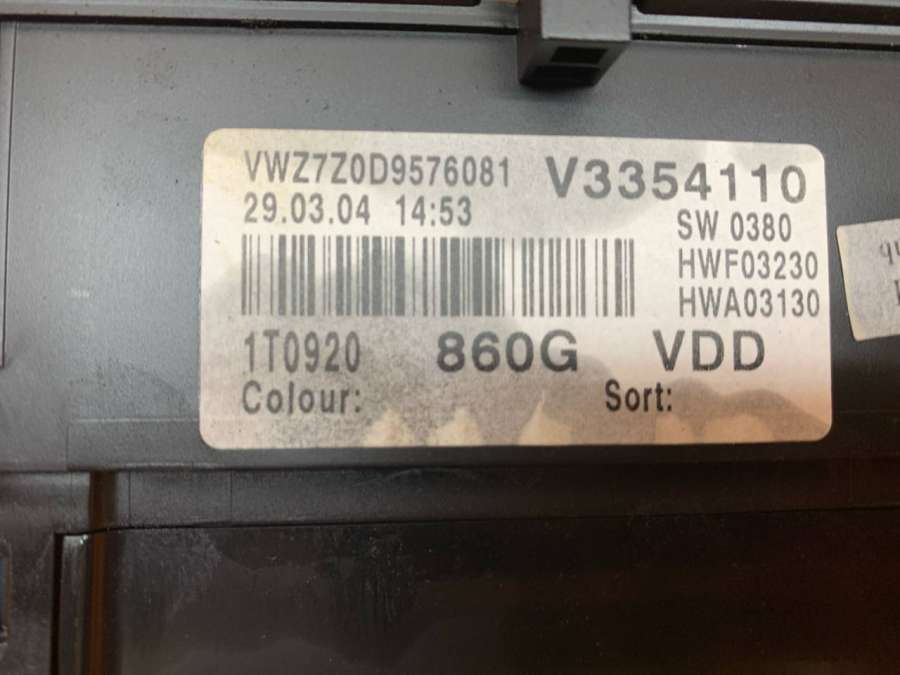 VWZ7Z0D9576081 V3354110
29.03.04 14:53 SW 0380
HWF03230
HWA03130
1T0920 860G VDD
Colour: Sort: